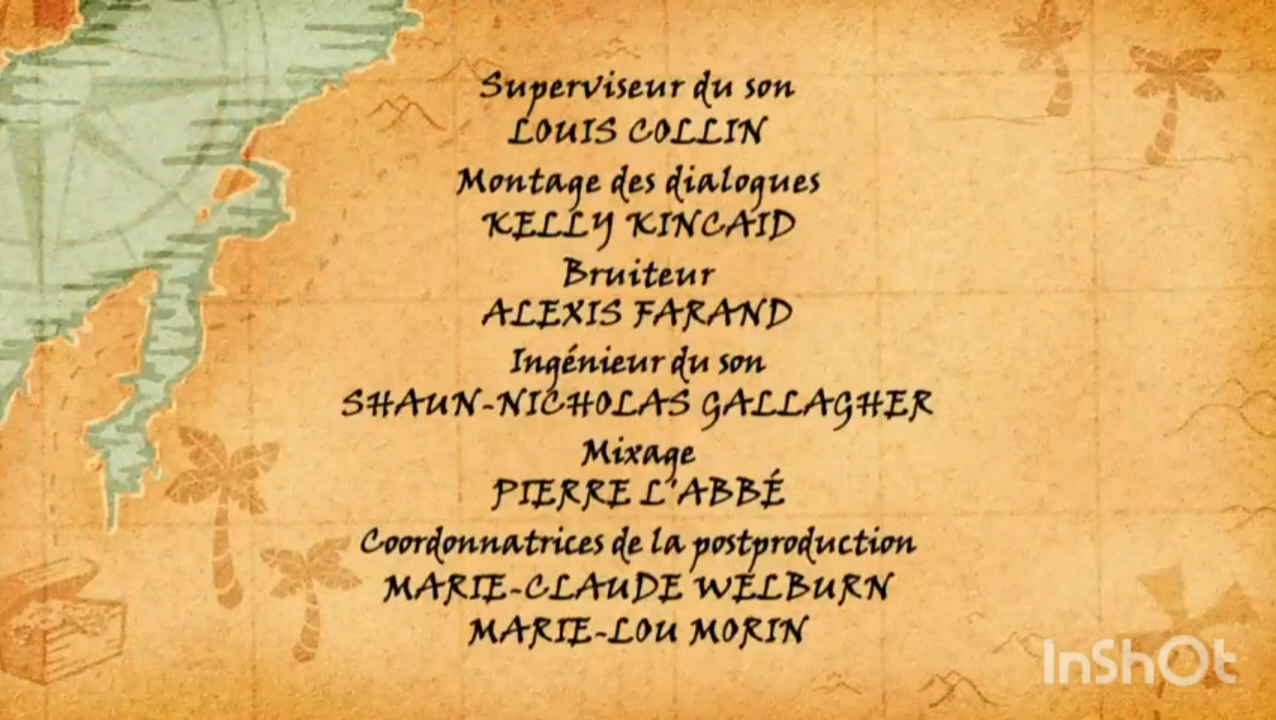 Superviseur du son
LOUIS COLLIN
Montage des dialogues
KELLY KINCAID
Bruiteur
ALEXIS FARAND
Ingénieur du son
SHAUN-NICHOLAS GALLAGHER
Mixage
PIERRE L'ABBÉ
Coordonnatrices de la postproduction
MARIE-CLAUDE WELBURN
MARIE-LOU MORIN
InShOt